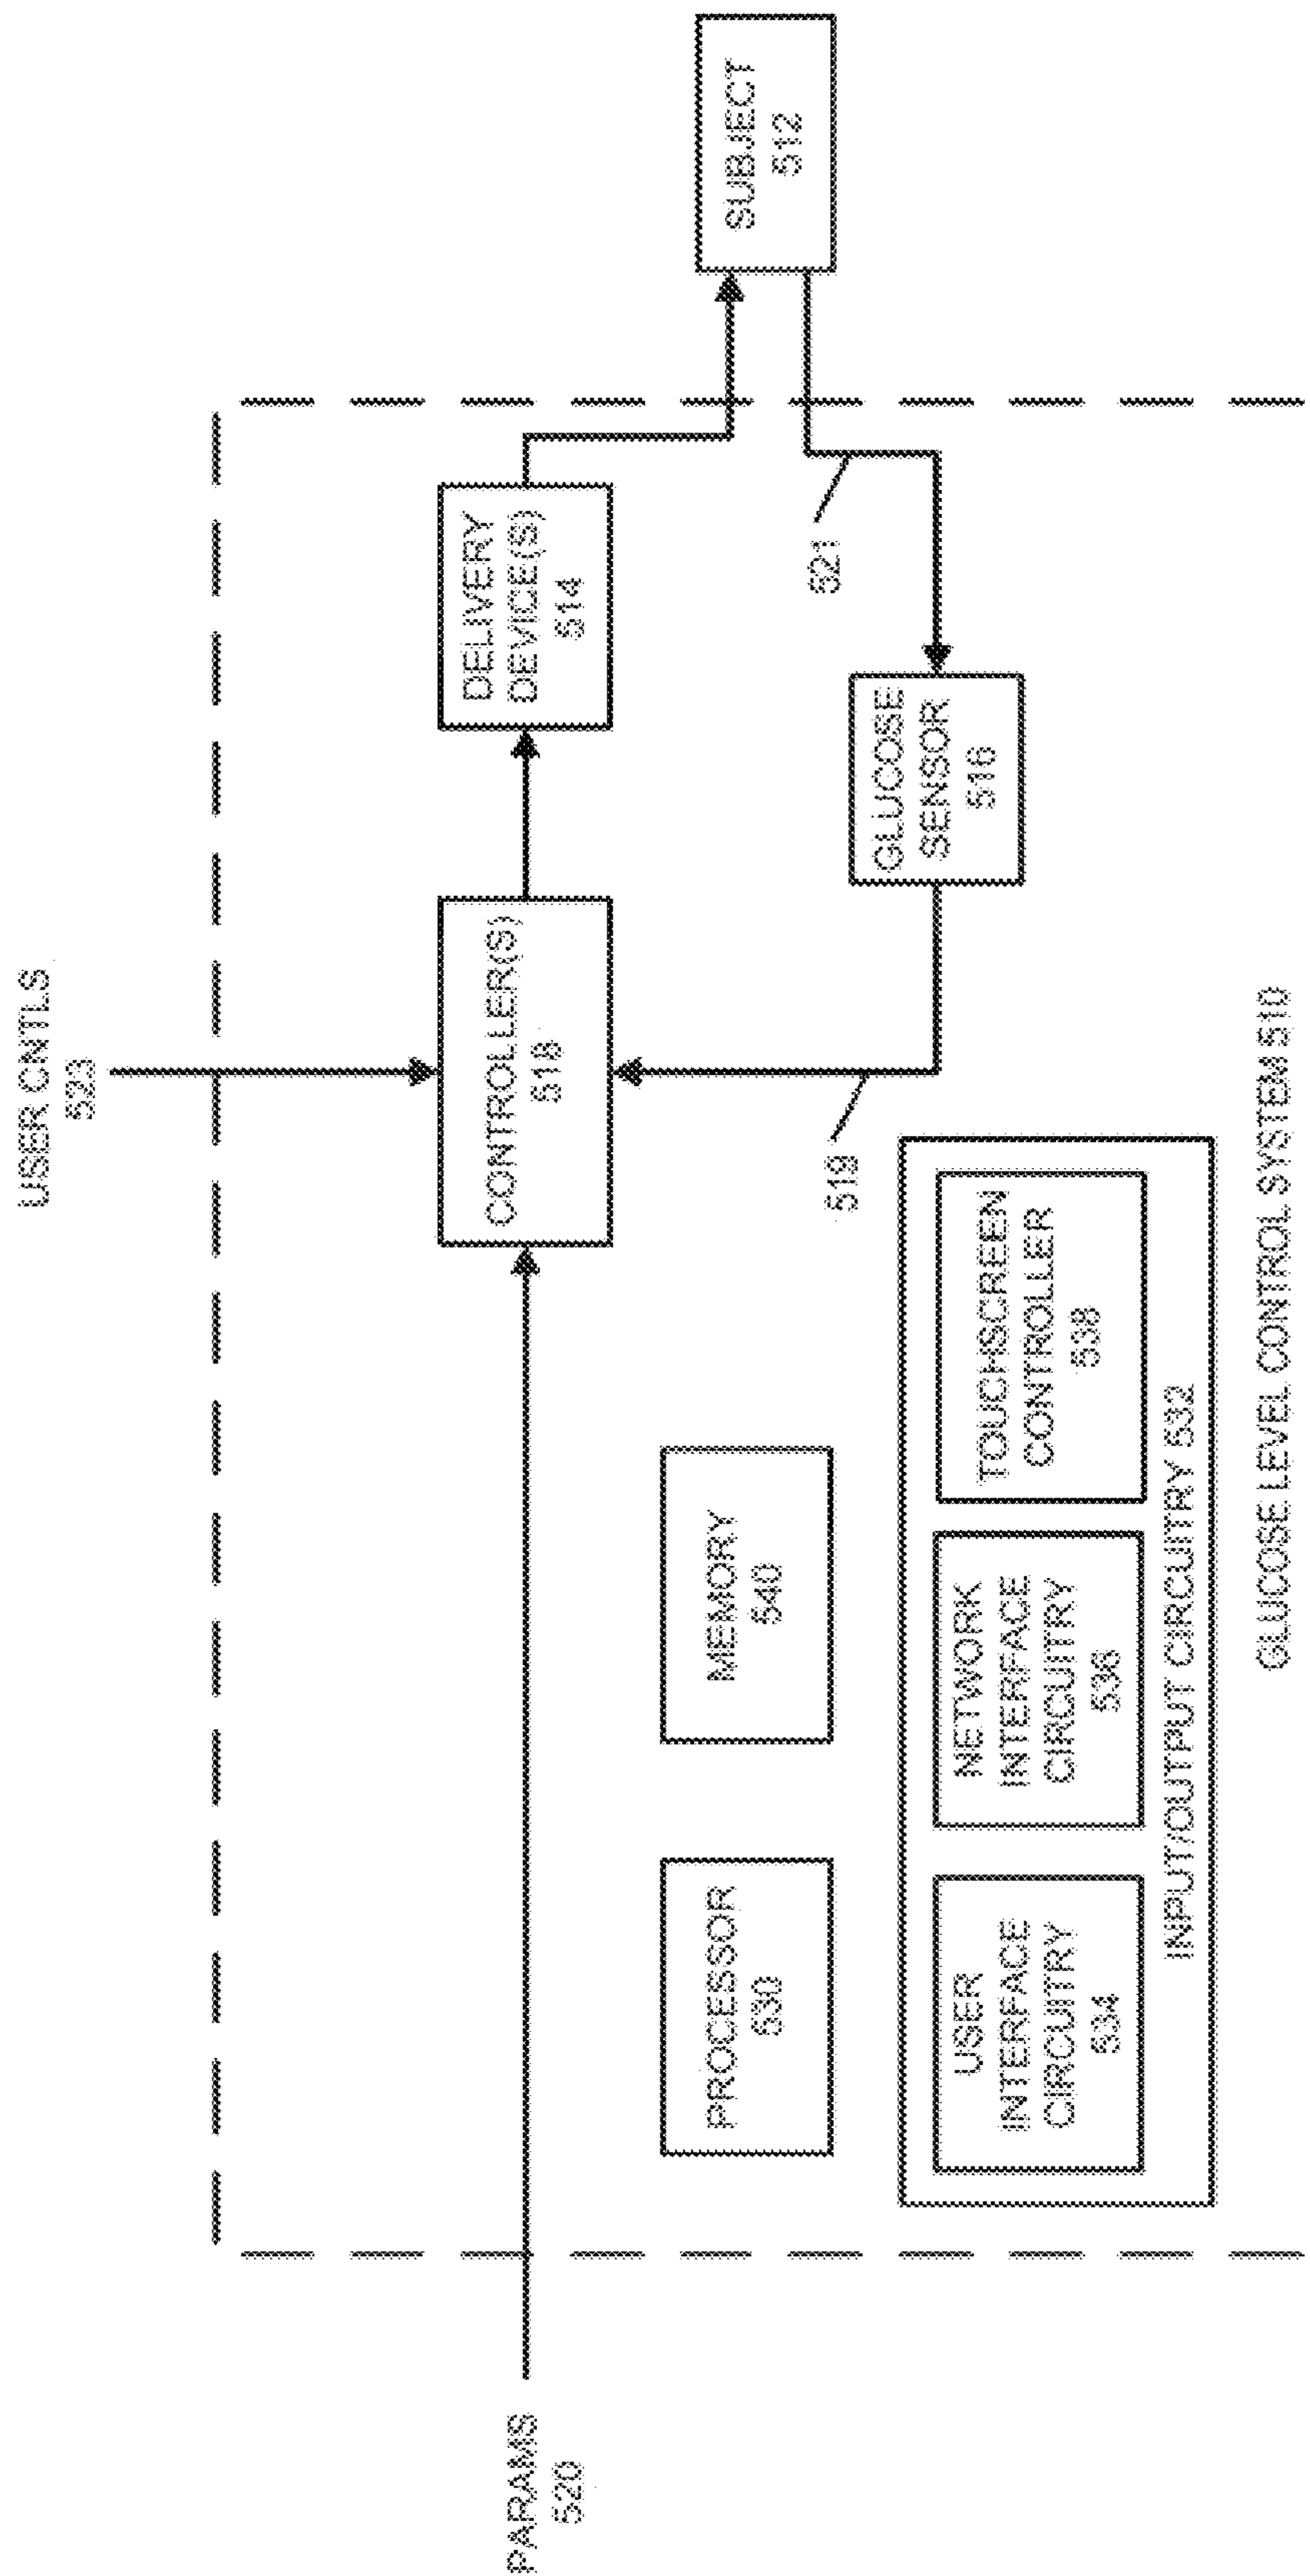 USER CNTLS
523
PARAMS
520
CONTROLLER(S)
518
DELIVERY
DEVICE(S)
514
SUBJECT
512
521
519
GLUCOSE
SENSOR
516
PROCESSOR
530
MEMORY
540
USER
INTERFACE
CIRCUITRY
534
NETWORK
INTERFACE
CIRCUITRY
536
TOUCHSCREEN
CONTROLLER
538
INPUT/OUTPUT CIRCUITRY 532
GLUCOSE LEVEL CONTROL SYSTEM 510